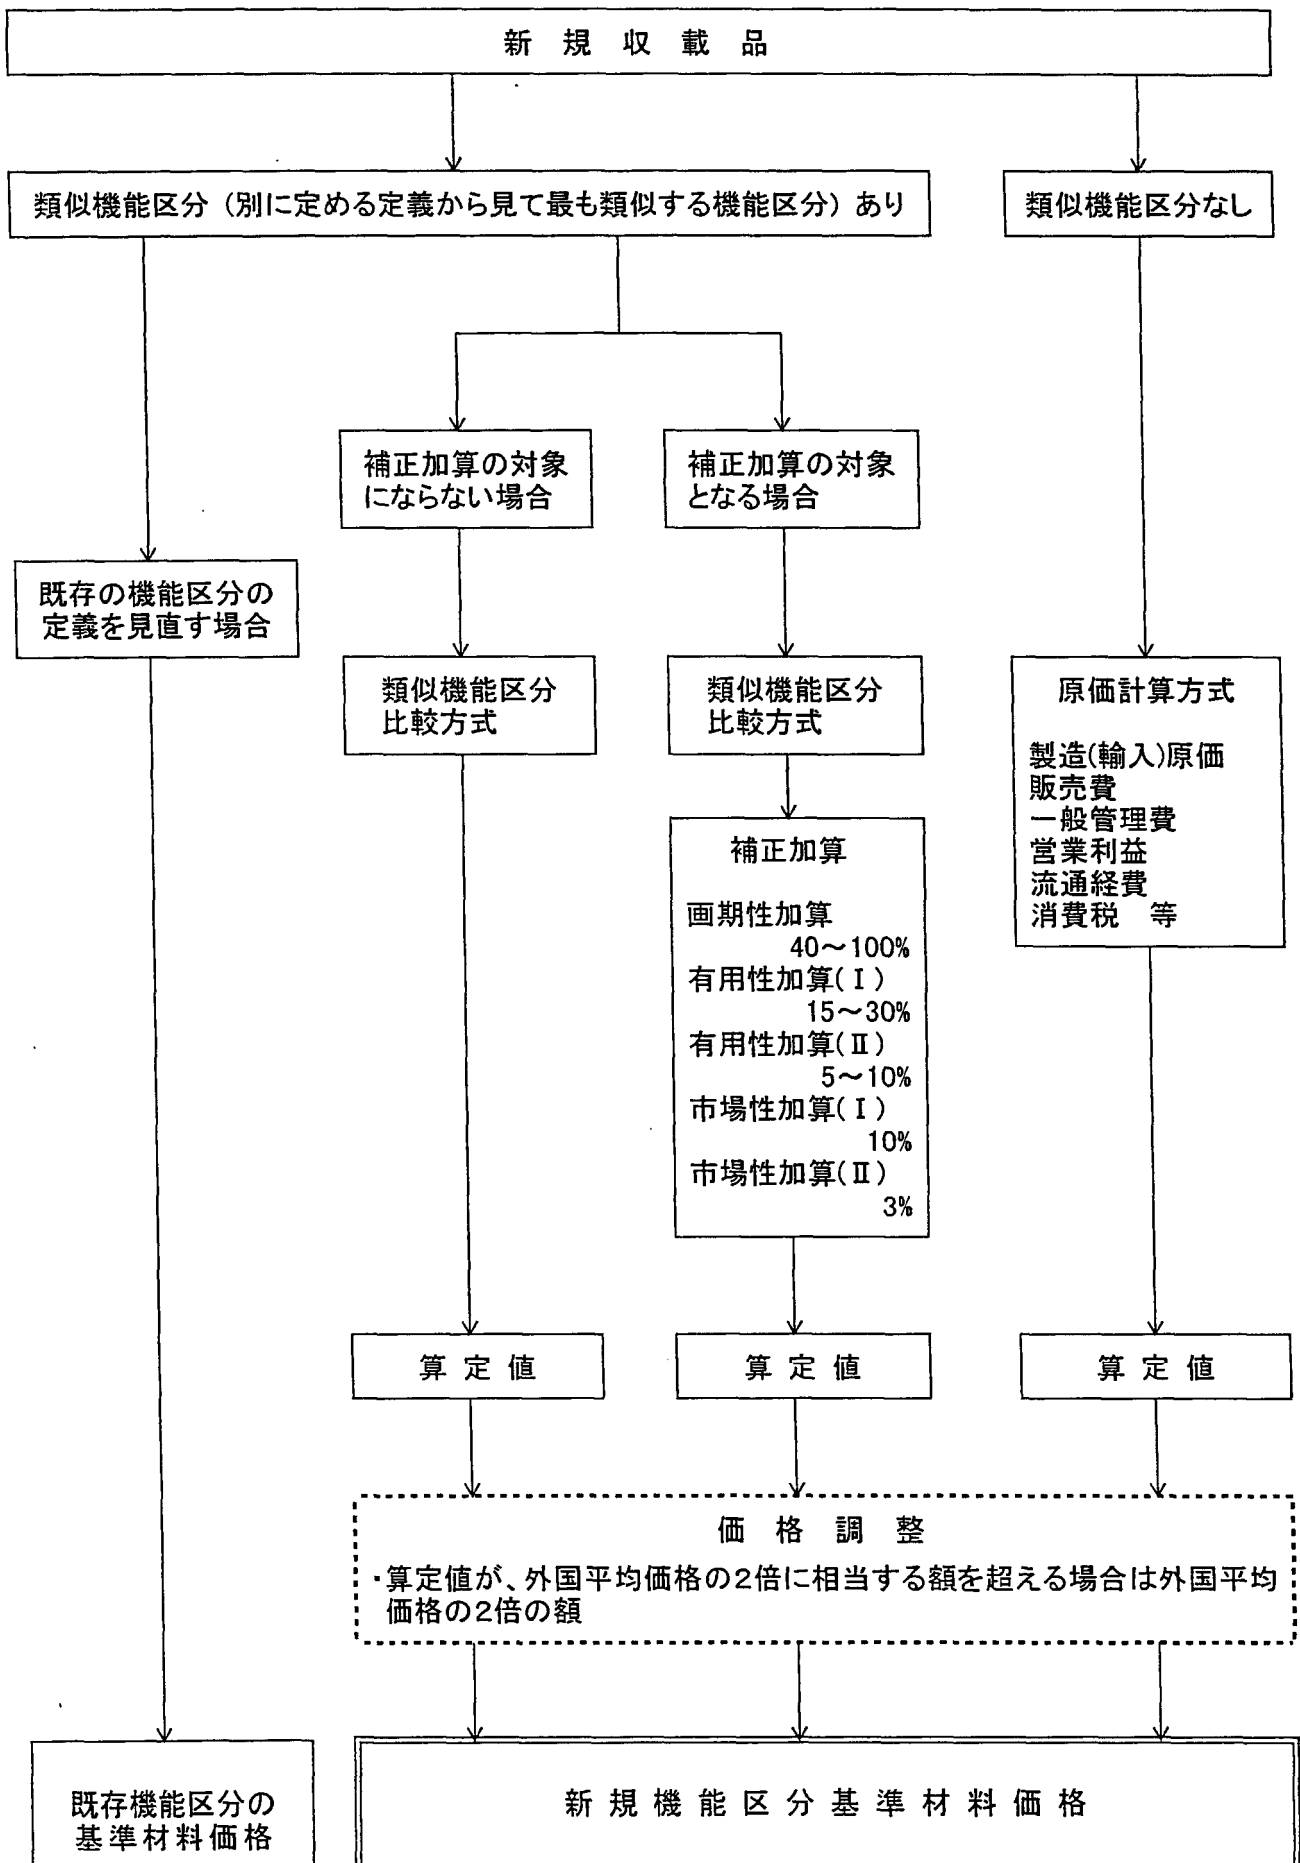 新規収載品
類似機能区分(別に定める定義から見て最も類似する機能区分)あり
類似機能区分なし
補正加算の対象
にならない場合
補正加算の対象
となる場合
既存の機能区分の
定義を見直す場合
類似機能区分
比較方式
類似機能区分
比較方式
原価計算方式
製造(輸入)原価
販売費
一般管理費
営業利益
流通経費
消費税 等
補正加算
画期性加算
40～100%
有用性加算(Ⅰ)
15～30%
有用性加算(Ⅱ)
5～10%
市場性加算(Ⅰ)
10%
市場性加算(Ⅱ)
3%
算定値
算定値
算定値
価格調整
・算定値が、外国平均価格の2倍に相当する額を超える場合は外国平均
価格の2倍の額
既存機能区分の
基準材料価格
新規機能区分基準材料価格